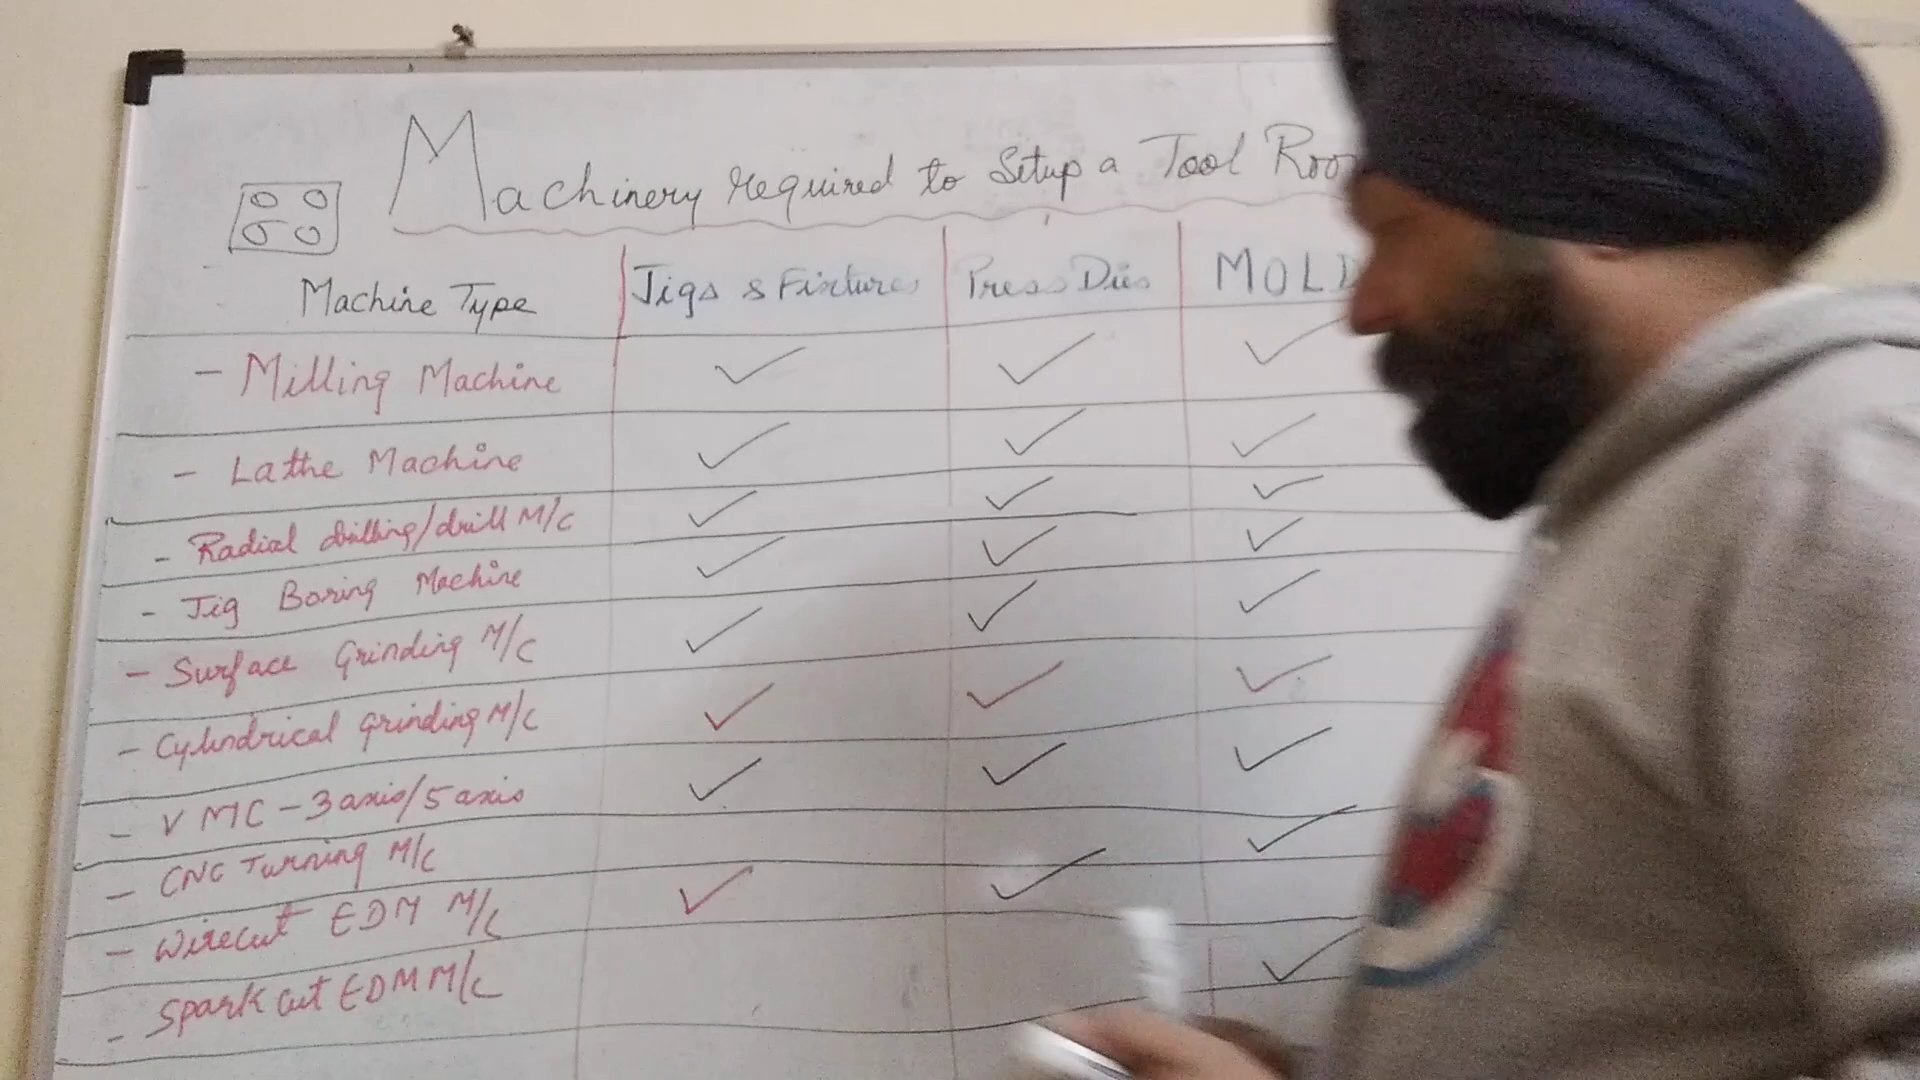 Machinery required to Setup a Tool Roo
Machine Type Jigs & Fixtures Press Dies MOLD
- Milling Machine ✓ ✓ ✓
- Lathe Machine ✓ ✓ ✓
- Radial drilling/drill M/C ✓ ✓ ✓
- Jig Boring Machine ✓ ✓ ✓
- Surface Grinding M/C ✓ ✓ ✓
- Cylindrical grinding M/C ✓ ✓ ✓
- VMC - 3 axis/5 axis ✓ ✓ ✓
- CNC Turning M/C ✓
- Wirecut EDM M/C ✓ ✓
- Spark cut EDM M/C ✓